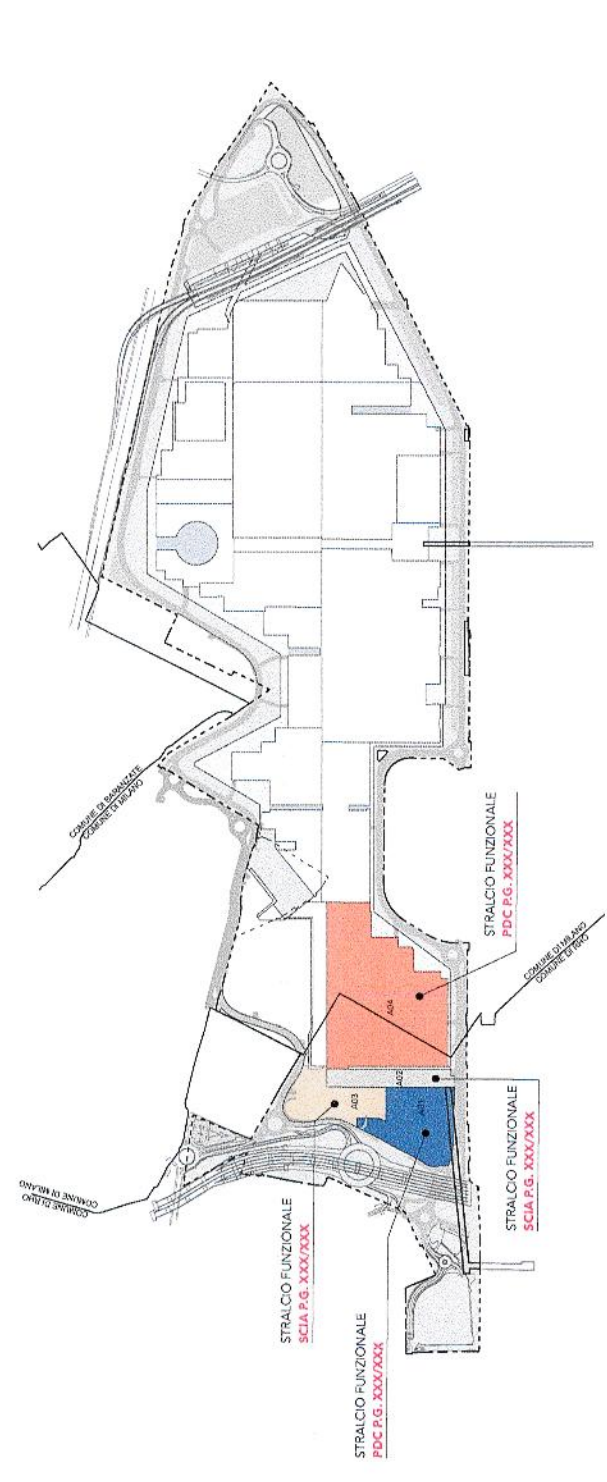 COMUNE DI BARANZATE
COMUNE DI MILANO
COMUNE DI RHO
COMUNE DI MILANO
STRALCIO FUNZIONALE
SCIA P.G. XXX/XXX
STRALCIO FUNZIONALE
PDC P.G. XXX/XXX
A03
A01
A02
A04
STRALCIO FUNZIONALE
SCIA P.G. XXX/XXX
STRALCIO FUNZIONALE
PDC P.G. XXX/XXX
COMUNE DI MILANO
COMUNE DI RHO